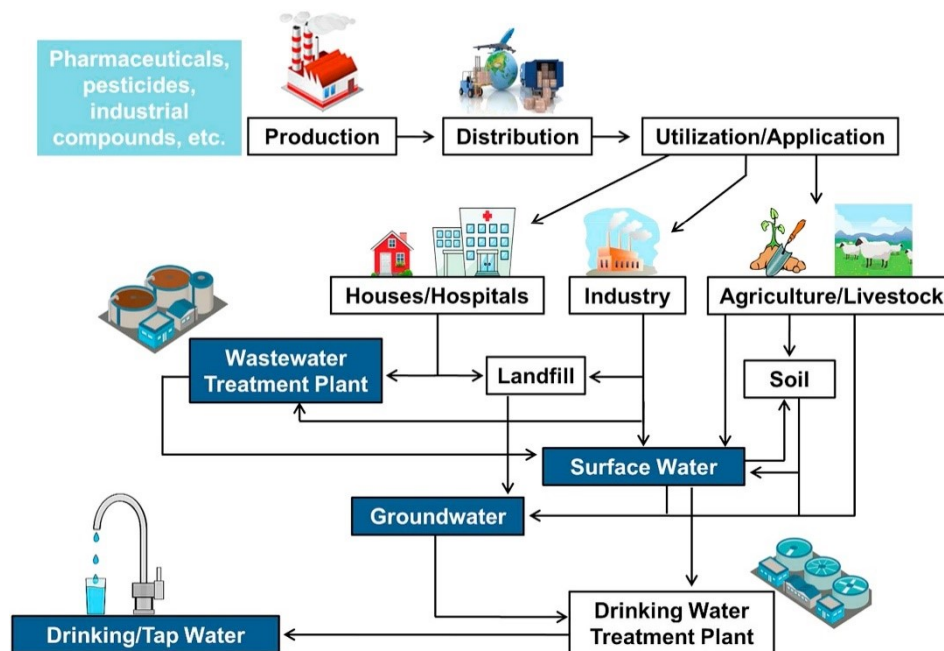 Pharmaceuticals,
pesticides,
industrial
compounds, etc.
Production
Distribution
Utilization/Application
Houses/Hospitals
Industry
Agriculture/Livestock
Wastewater
Treatment Plant
Landfill
Soil
Surface Water
Groundwater
Drinking Water
Treatment Plant
Drinking/Tap Water